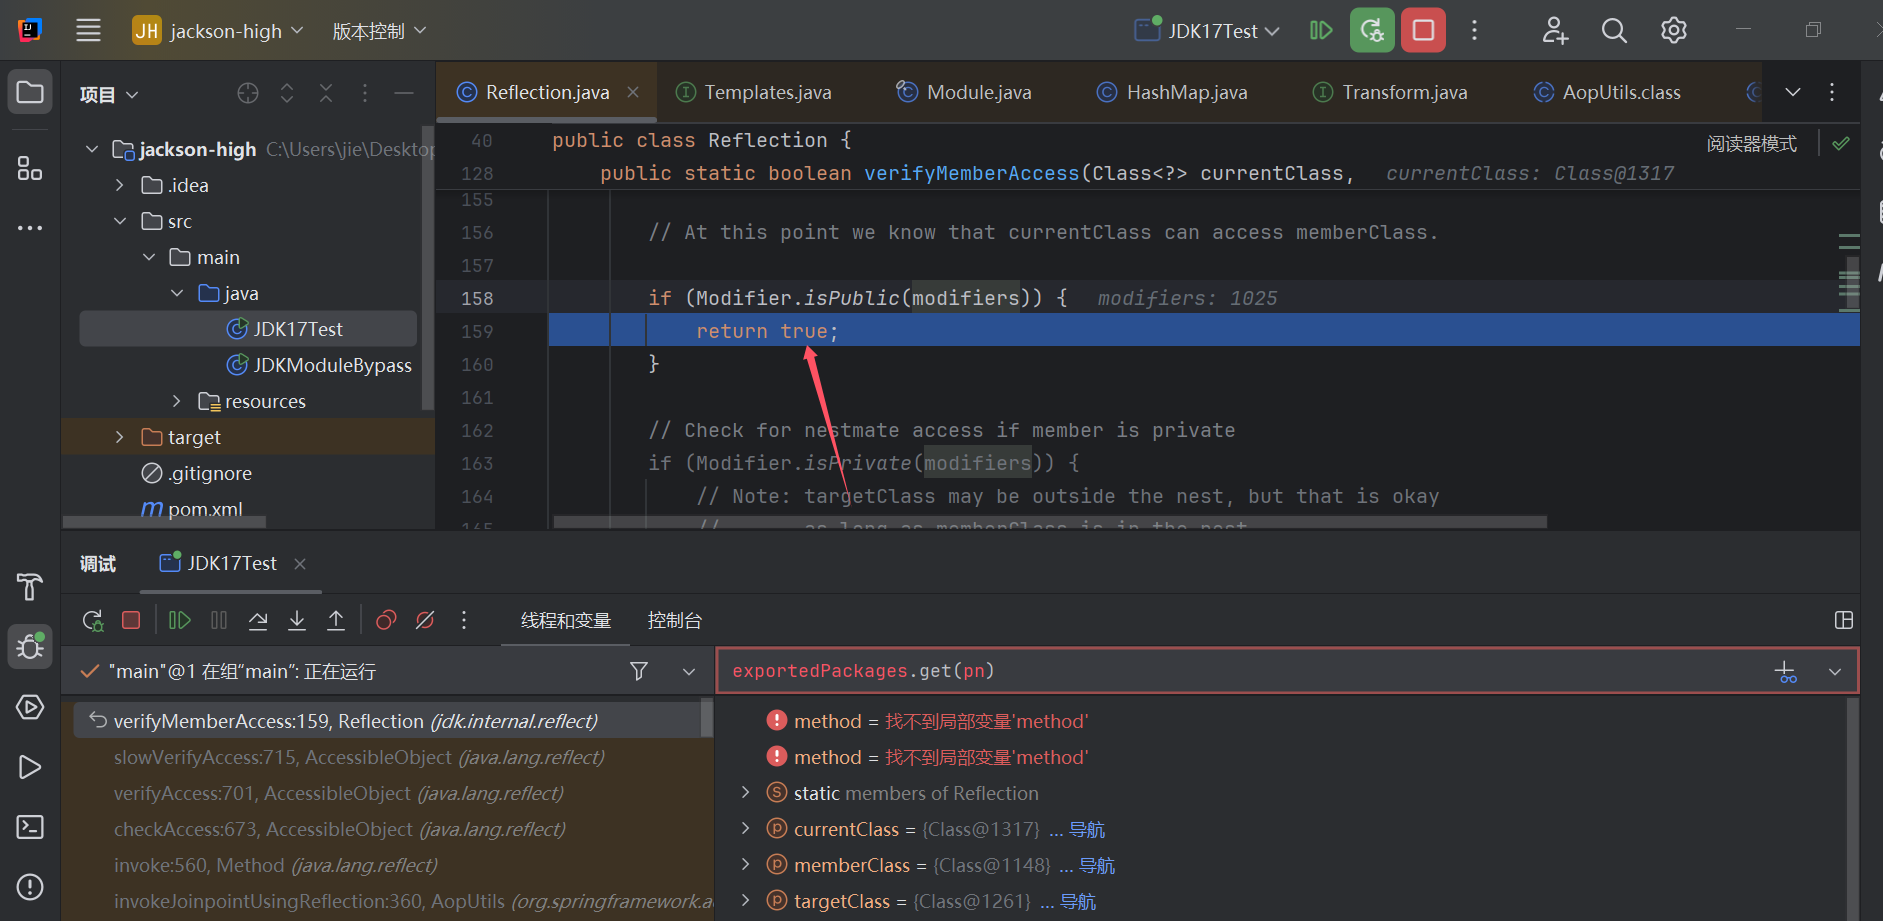 JH jackson-high 版本控制 JDK17Test
项目 Reflection.java Templates.java Module.java HashMap.java Transform.java AopUtils.class
jackson-high C:\Users\jie\Desktop
.idea
src
main
java
JDK17Test
JDKModuleBypass
resources
target
.gitignore
pom.xml
阅读器模式
40 public class Reflection {
128 public static boolean verifyMemberAccess(Class<?> currentClass, currentClass: Class@1317
155
156 // At this point we know that currentClass can access memberClass.
157
158 if (Modifier.isPublic(modifiers)) { modifiers: 1025
159 return true;
160 }
161
162 // Check for nestmate access if member is private
163 if (Modifier.isPrivate(modifiers)) {
164 // Note: targetClass may be outside the nest, but that is okay
165 // as long as memberClass is in the nest
调试 JDK17Test
线程和变量 控制台
"main"@1 在组“main”: 正在运行
verifyMemberAccess:159, Reflection (jdk.internal.reflect)
slowVerifyAccess:715, AccessibleObject (java.lang.reflect)
verifyAccess:701, AccessibleObject (java.lang.reflect)
checkAccess:673, AccessibleObject (java.lang.reflect)
invoke:560, Method (java.lang.reflect)
invokeJoinpointUsingReflection:360, AopUtils (org.springframework.a
exportedPackages.get(pn)
method = 找不到局部变量'method'
method = 找不到局部变量'method'
static members of Reflection
currentClass = {Class@1317} ... 导航
memberClass = {Class@1148} ... 导航
targetClass = {Class@1261} ... 导航